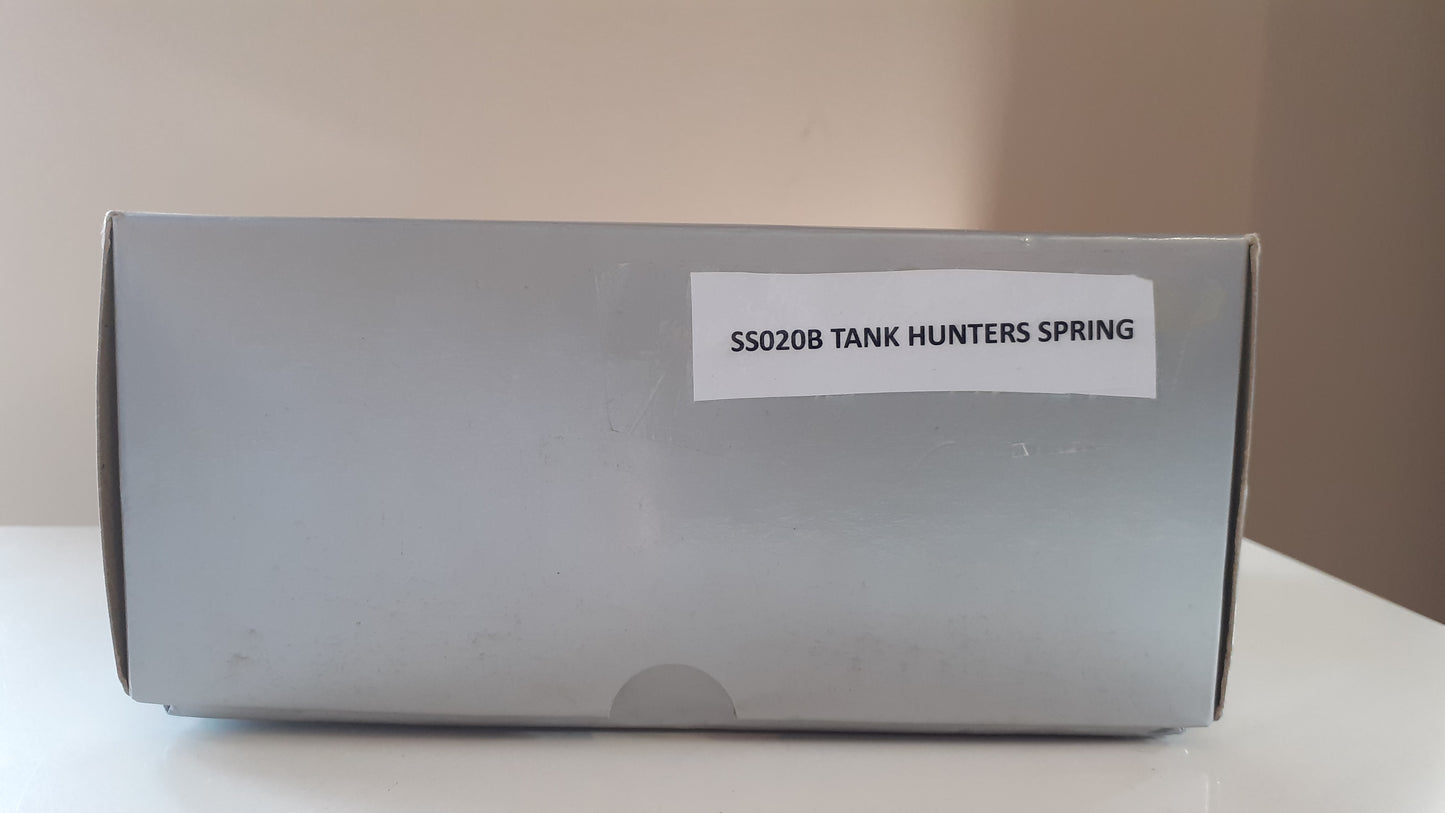 SS020B TANK HUNTERS SPRING